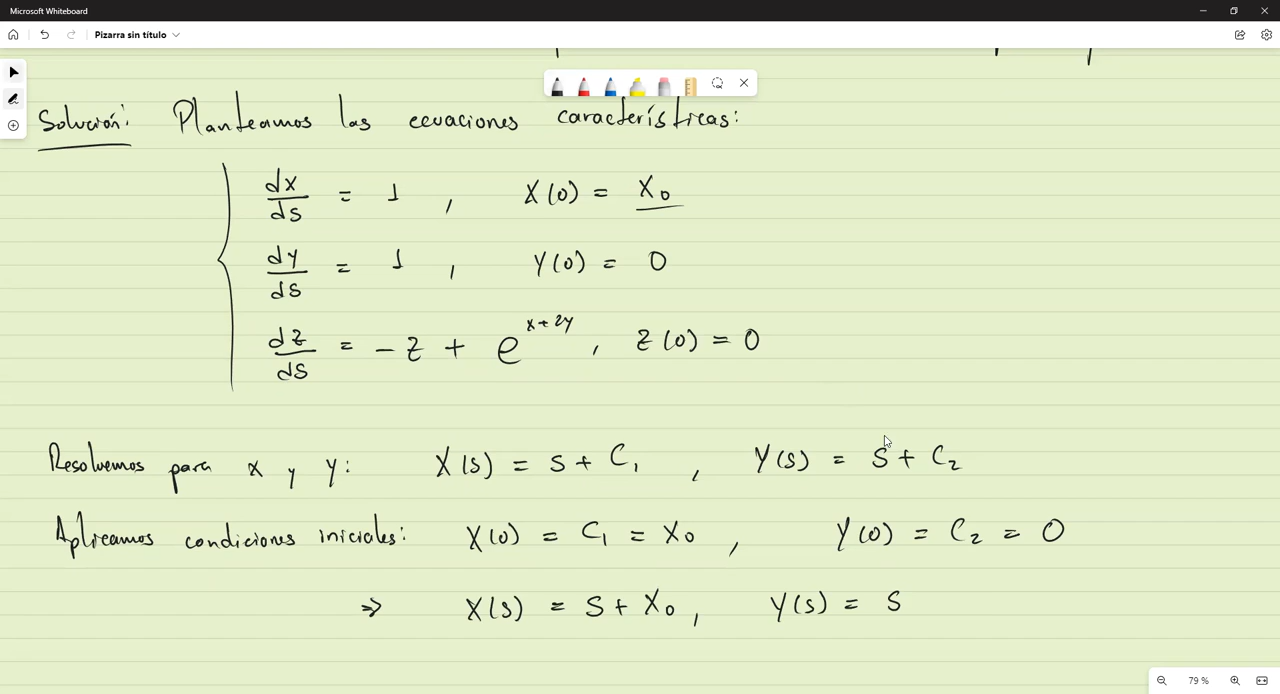 Microsoft Whiteboard
Pizarra sin título
Solución: Planteamos las ecuaciones características:
dx/ds = 1 , X(0) = X₀
dy/ds = 1 , Y(0) = 0
dz/ds = -z + e^(x+2y) , z(0) = 0
Resolvemos para x y y: X(s) = s + C₁ , Y(s) = s + C₂
Aplicamos condiciones iniciales: X(0) = C₁ = X₀ , Y(0) = C₂ = 0
⇒ X(s) = s + X₀ , Y(s) = s
79 %